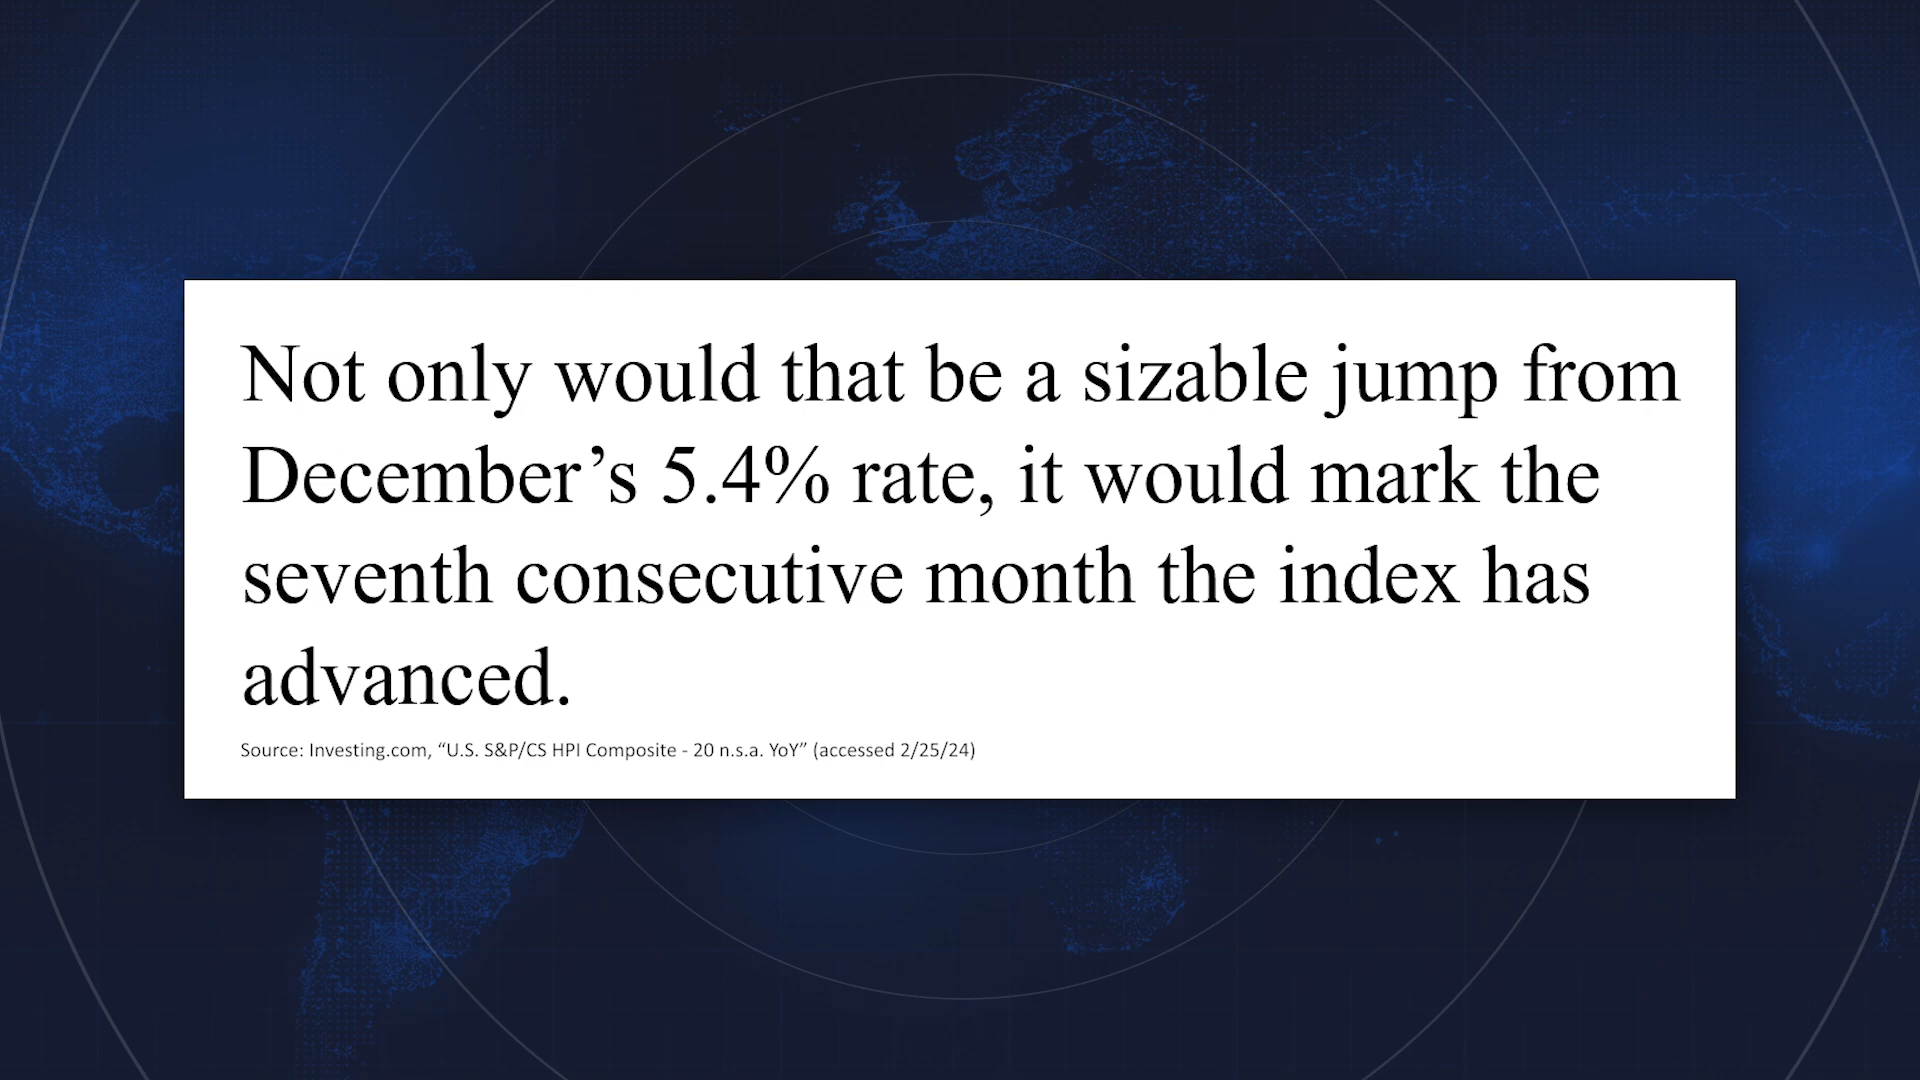 Not only would that be a sizable jump from
December’s 5.4% rate, it would mark the
seventh consecutive month the index has
advanced.
Source: Investing.com, “U.S. S&P/CS HPI Composite - 20 n.s.a. YoY” (accessed 2/25/24)